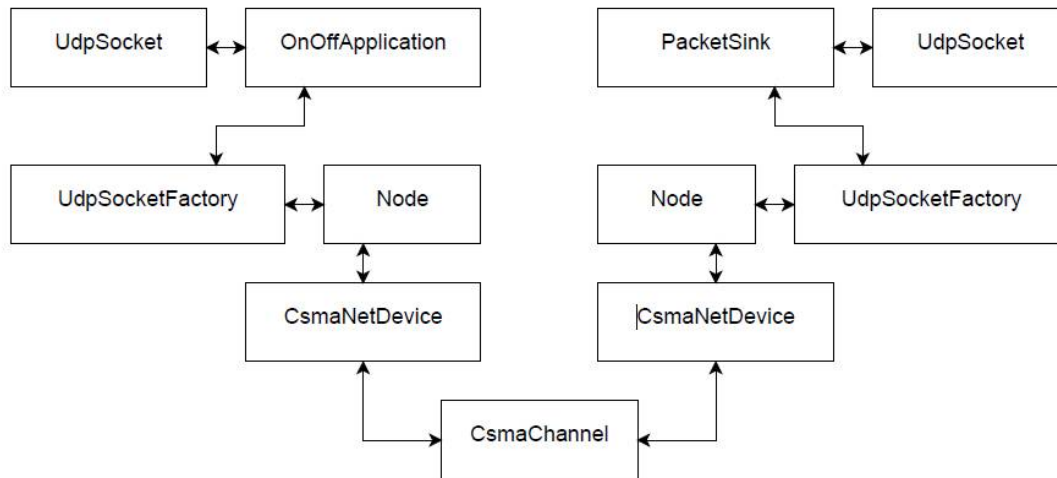 UdpSocket
OnOffApplication
PacketSink
UdpSocket
UdpSocketFactory
Node
Node
UdpSocketFactory
CsmaNetDevice
CsmaNetDevice
CsmaChannel